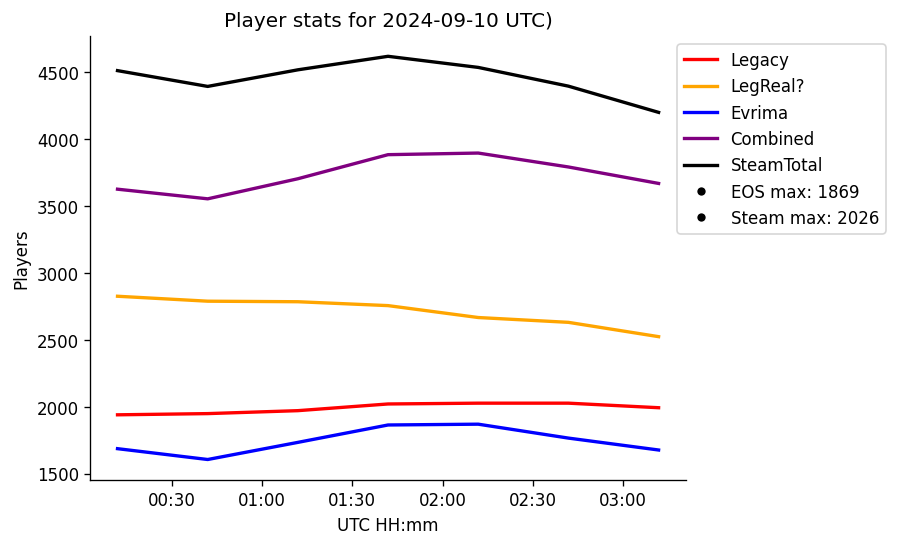 Player stats for 2024-09-10 UTC)
Legacy
LegReal?
Evrima
Combined
SteamTotal
EOS max: 1869
Steam max: 2026
Players
4500
4000
3500
3000
2500
2000
1500
00:30 01:00 01:30 02:00 02:30 03:00
UTC HH:mm